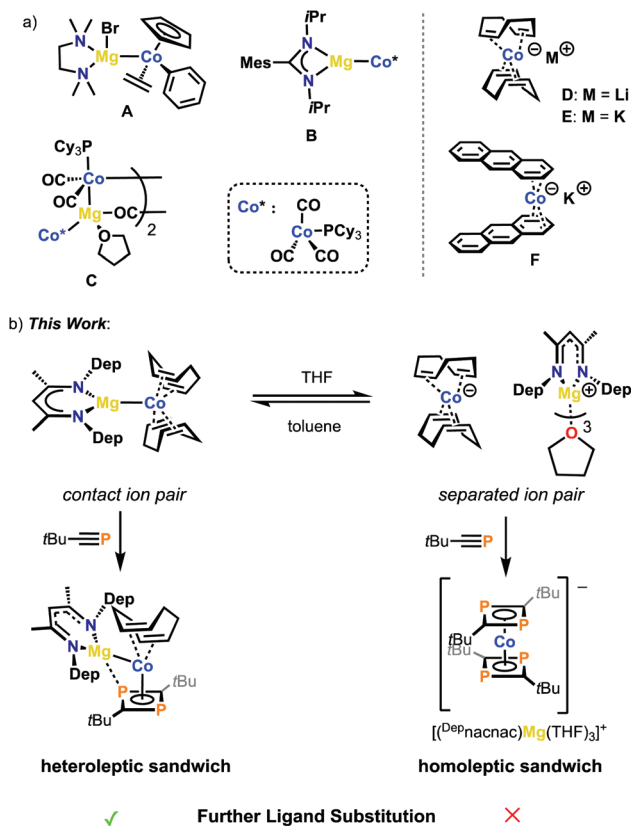 a)
Br
N
Mg
Co
N
A
iPr
N
Mes
Mg
Co*
N
iPr
B
Co
⊖
M
⊕
D: M = Li
E: M = K
Cy3P
OC
Co
OC
Mg
OC
2
Co*
O
C
Co* :
CO
Co
PCy3
OC
CO
Co
⊖
K
⊕
F
b) This Work:
Dep
N
Mg
Co
N
Dep
contact ion pair
THF
toluene
Co
⊖
N
N
Dep
Dep
Mg
⊕
3
O
separated ion pair
tBu
P
tBu
P
Dep
N
Mg
Co
N
Dep
P
tBu
P
tBu
heteroleptic sandwich
P
tBu
P
tBu
Co
tBu
P
P
tBu
−
[(Depnacnac)Mg(THF)3]+
homoleptic sandwich
✓ Further Ligand Substitution ✕